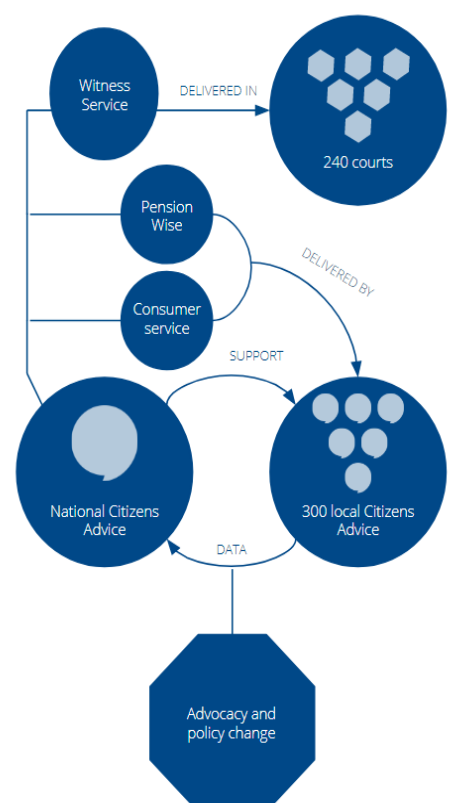 Witness
Service
DELIVERED IN
240 courts
Pension
Wise
DELIVERED BY
Consumer
service
SUPPORT
National Citizens
Advice
300 local Citizens
Advice
DATA
Advocacy and
policy change